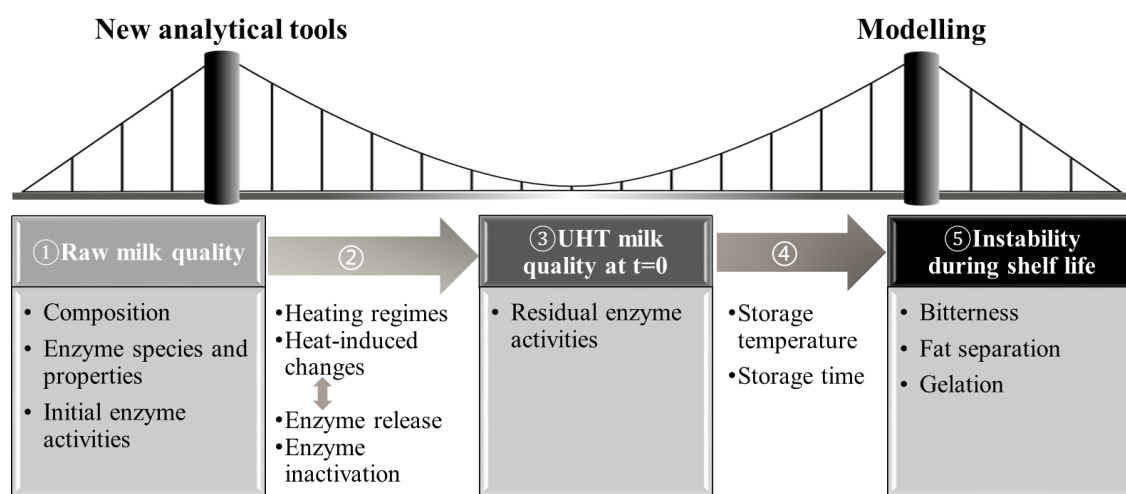 New analytical tools
Modelling
①Raw milk quality
• Composition
• Enzyme species and
properties
• Initial enzyme
activities
②
•Heating regimes
•Heat-induced
changes
•Enzyme release
•Enzyme
inactivation
③UHT milk
quality at t=0
• Residual enzyme
activities
④
•Storage
temperature
•Storage time
⑤Instability
during shelf life
• Bitterness
• Fat separation
• Gelation